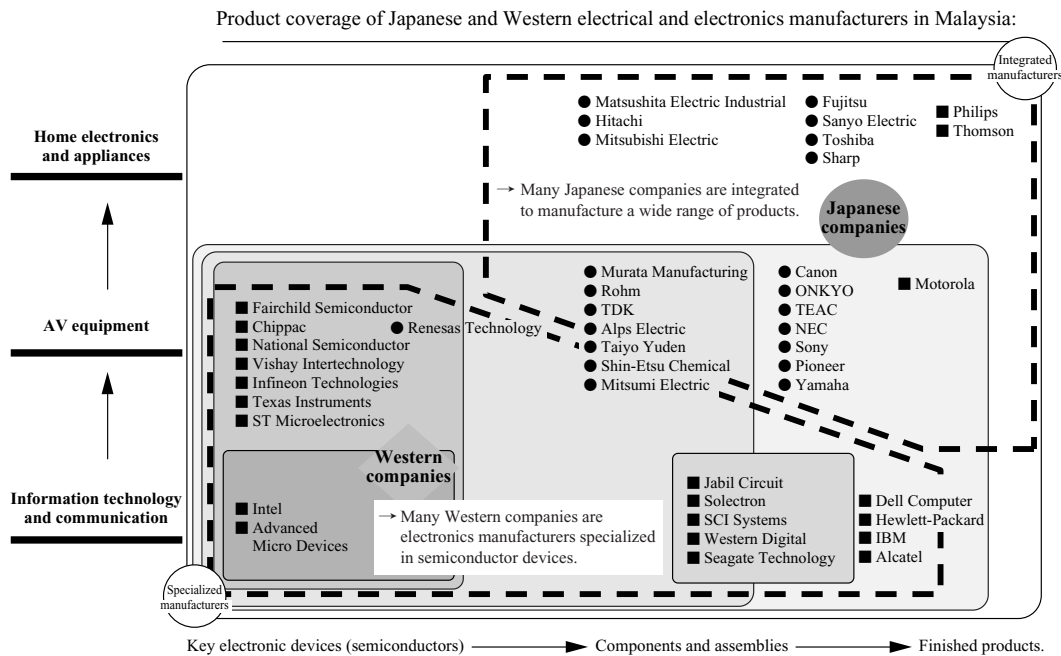 Product coverage of Japanese and Western electrical and electronics manufacturers in Malaysia:
Integrated
manufacturers
Home electronics
and appliances
AV equipment
Information technology
and communication
● Matsushita Electric Industrial
● Hitachi
● Mitsubishi Electric
● Fujitsu
● Sanyo Electric
● Toshiba
● Sharp
■ Philips
■ Thomson
→ Many Japanese companies are integrated
to manufacture a wide range of products.
Japanese
companies
■ Fairchild Semiconductor
■ Chippac
■ National Semiconductor
■ Vishay Intertechnology
■ Infineon Technologies
■ Texas Instruments
■ ST Microelectronics
● Renesas Technology
● Murata Manufacturing
● Rohm
● TDK
● Alps Electric
● Taiyo Yuden
● Shin-Etsu Chemical
● Mitsumi Electric
● Canon
● ONKYO
● TEAC
● NEC
● Sony
● Pioneer
● Yamaha
■ Motorola
Western
companies
■ Intel
■ Advanced
Micro Devices
→ Many Western companies are
electronics manufacturers specialized
in semiconductor devices.
■ Jabil Circuit
■ Solectron
■ SCI Systems
■ Western Digital
■ Seagate Technology
■ Dell Computer
■ Hewlett-Packard
■ IBM
■ Alcatel
Specialized
manufacturers
Key electronic devices (semiconductors)
Components and assemblies
Finished products.